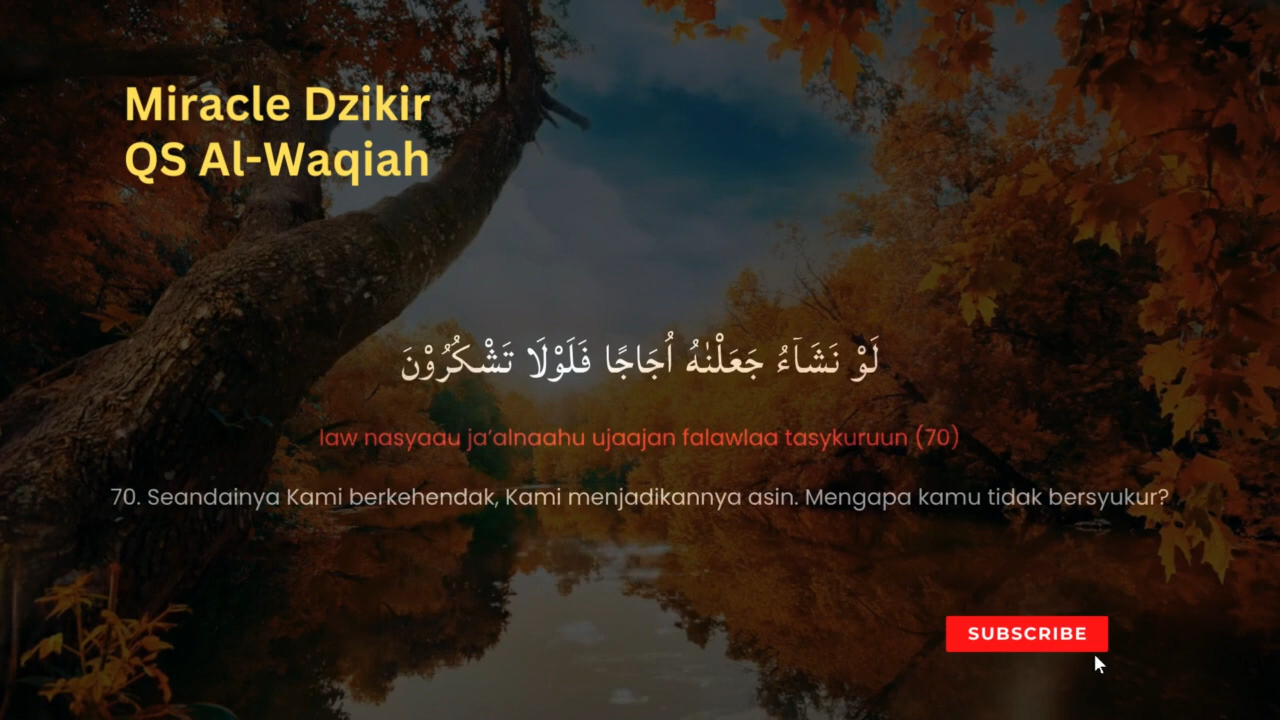 Miracle Dzikir
QS Al-Waqiah
لَوْ نَشَاۤءُ جَعَلْنٰهُ اُجَاجًا فَلَوْلَا تَشْكُرُوْنَ
law nasyaau ja'alnaahu ujaajan falawlaa tasykuruun (70)
70. Seandainya Kami berkehendak, Kami menjadikannya asin. Mengapa kamu tidak bersyukur?
SUBSCRIBE